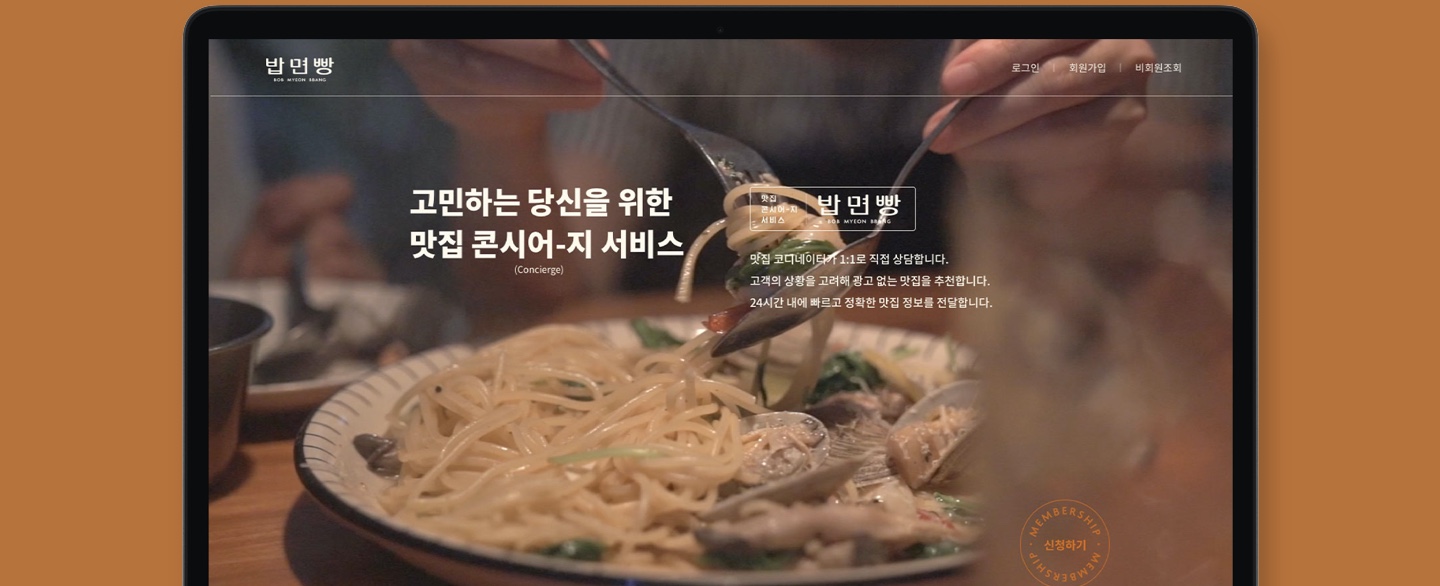 밥면빵
BOB MYEON BBANG
로그인 | 회원가입 | 비회원조회
고민하는 당신을 위한
맛집 콘시어-지 서비스
(Concierge)
맛집
콘시어-지
서비스
밥면빵
& BOB MYEON BBANG
맛집 코디네이터가 1:1로 직접 상담합니다.
고객의 상황을 고려해 광고 없는 맛집을 추천합니다.
24시간 내에 빠르고 정확한 맛집 정보를 전달합니다.
· MEMBERSHIP · MEMBERSHIP
신청하기